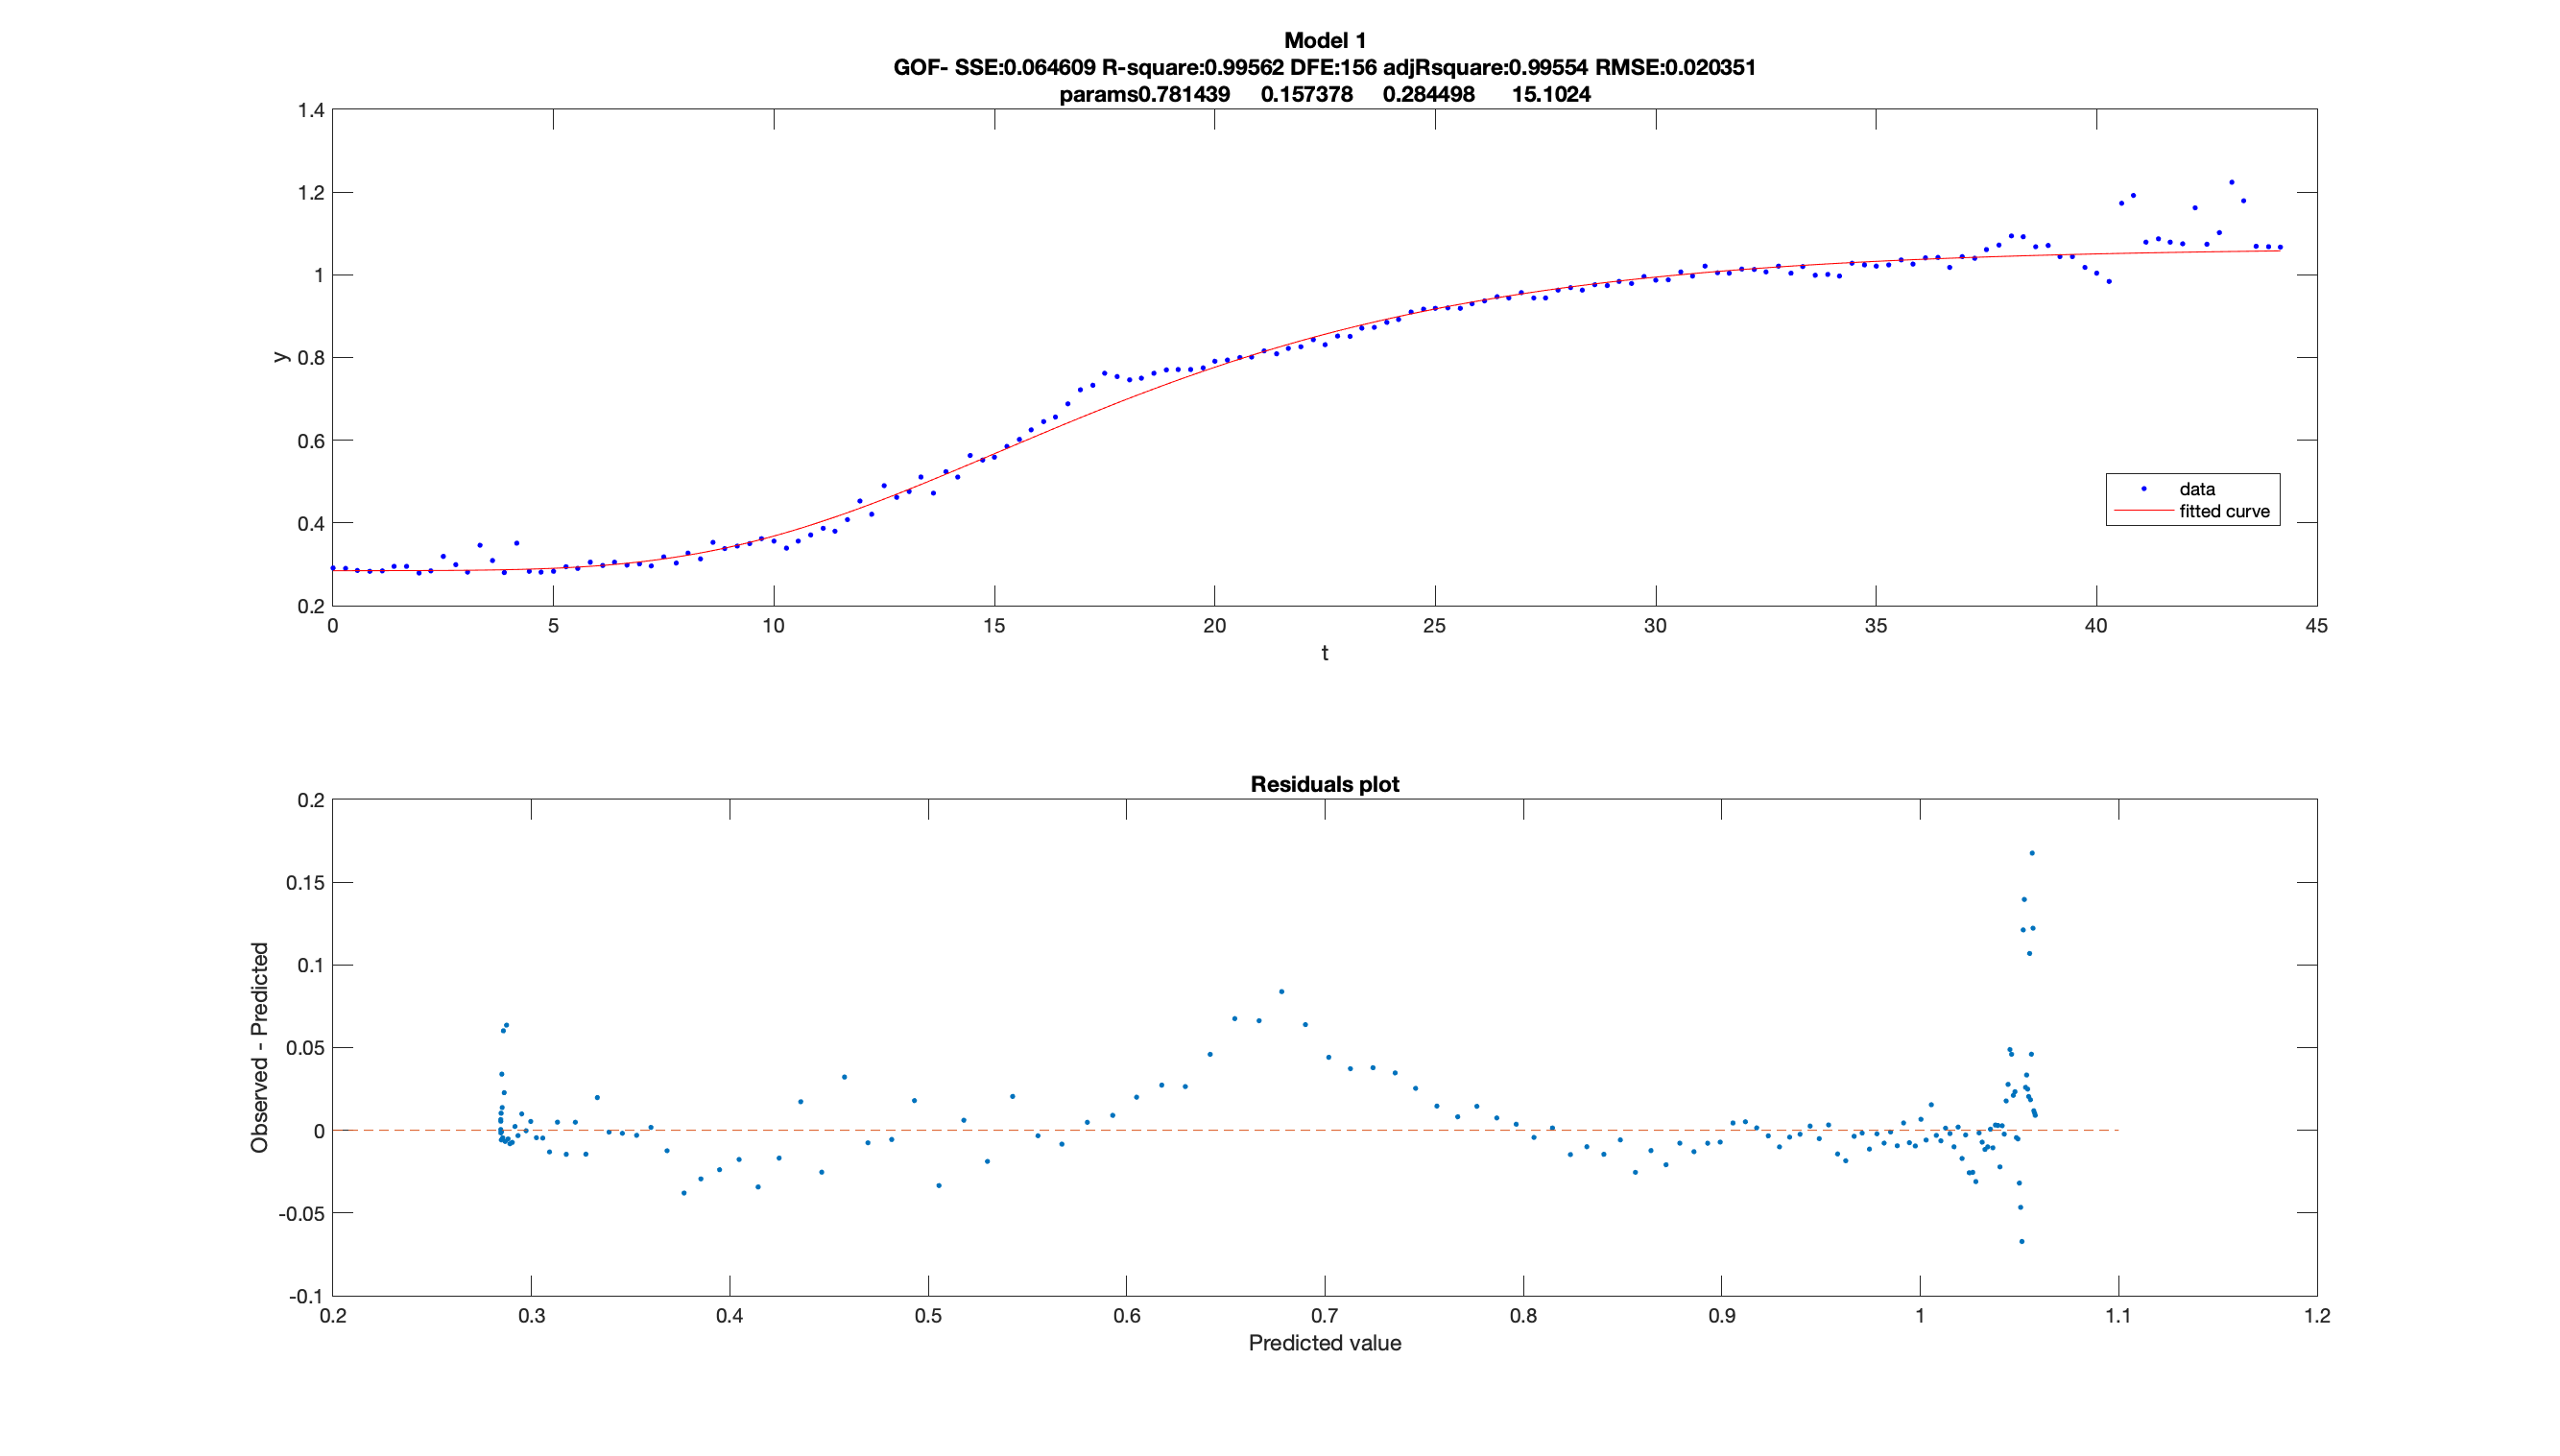 Model 1
GOF- SSE:0.064609 R-square:0.99562 DFE:156 adjRsquare:0.99554 RMSE:0.020351
params0.781439 0.157378 0.284498 15.1024
1.4
1.2
1
0.8
0.6
0.4
0.2
y
data
fitted curve
0 5 10 15 20 25 30 35 40 45
t
Residuals plot
0.2
0.15
0.1
0.05
0
-0.05
-0.1
Observed - Predicted
0.2 0.3 0.4 0.5 0.6 0.7 0.8 0.9 1 1.1 1.2
Predicted value